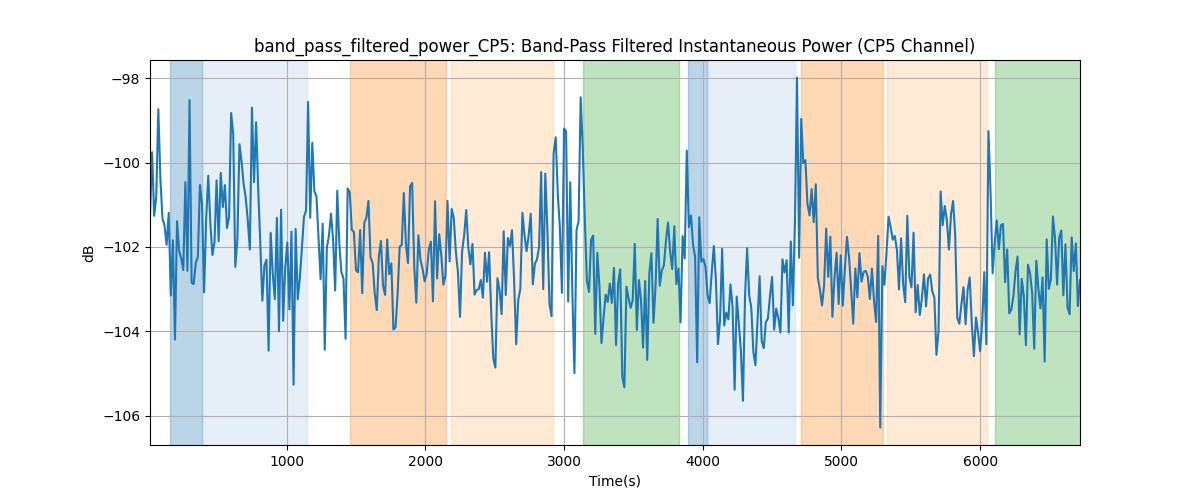 band_pass_filtered_power_CP5: Band-Pass Filtered Instantaneous Power (CP5 Channel)
−98
−100
−102
−104
−106
dB
1000 2000 3000 4000 5000 6000
Time(s)